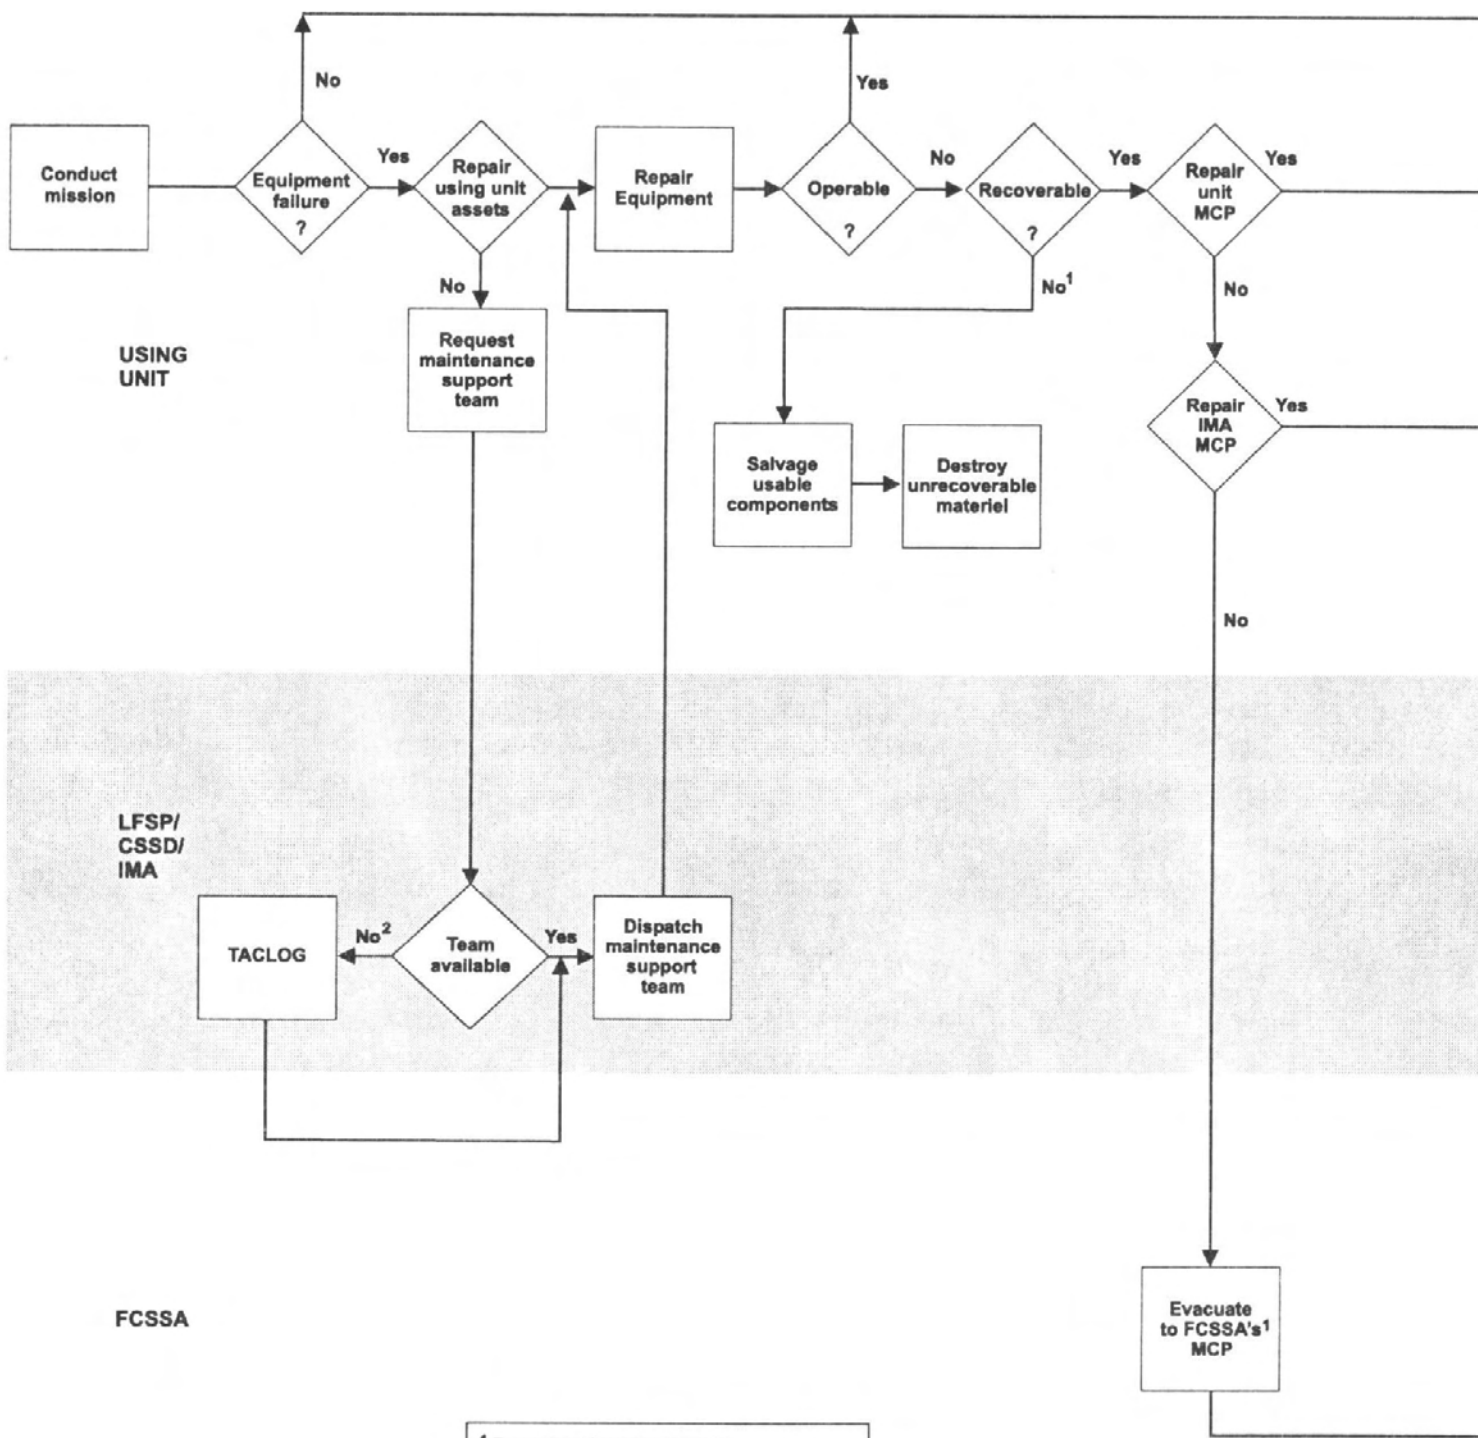 No
Yes
Conduct
mission
Equipment
failure
?
Yes
Repair
using unit
assets
Repair
Equipment
Operable
?
No
Recoverable
?
Yes
Repair
unit
MCP
Yes
No
No¹
No
USING
UNIT
Request
maintenance
support
team
Repair
IMA
MCP
Yes
Salvage
usable
components
Destroy
unrecoverable
materiel
No
LFSP/
CSSD/
IMA
TACLOG
No²
Team
available
Yes
Dispatch
maintenance
support
team
FCSSA
Evacuate
to FCSSA's¹
MCP